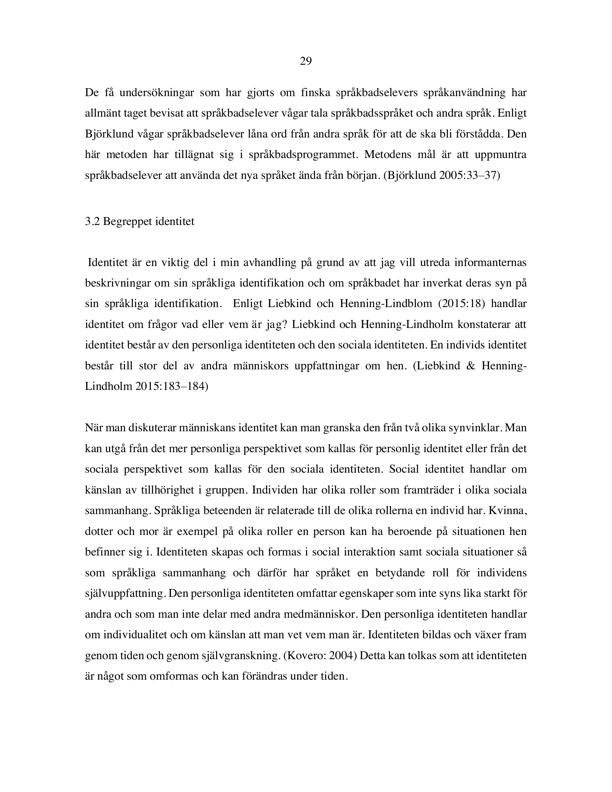 29
De få undersökningar som har gjorts om finska språkbadselevers språkanvändning har
allmänt taget bevisat att språkbadselever vågar tala språkbadsspråket och andra språk. Enligt
Björklund vågar språkbadselever låna ord från andra språk för att de ska bli förstådda. Den
här metoden har tillägnat sig i språkbadsprogrammet. Metodens mål är att uppmuntra
språkbadselever att använda det nya språket ända från början. (Björklund 2005:33–37)
3.2 Begreppet identitet
Identitet är en viktig del i min avhandling på grund av att jag vill utreda informanternas
beskrivningar om sin språkliga identifikation och om språkbadet har inverkat deras syn på
sin språkliga identifikation. Enligt Liebkind och Henning-Lindblom (2015:18) handlar
identitet om frågor vad eller vem är jag? Liebkind och Henning-Lindholm konstaterar att
identitet består av den personliga identiteten och den sociala identiteten. En individs identitet
består till stor del av andra människors uppfattningar om hen. (Liebkind & Henning-
Lindholm 2015:183–184)
När man diskuterar människans identitet kan man granska den från två olika synvinklar. Man
kan utgå från det mer personliga perspektivet som kallas för personlig identitet eller från det
sociala perspektivet som kallas för den sociala identiteten. Social identitet handlar om
känslan av tillhörighet i gruppen. Individen har olika roller som framträder i olika sociala
sammanhang. Språkliga beteenden är relaterade till de olika rollerna en individ har. Kvinna,
dotter och mor är exempel på olika roller en person kan ha beroende på situationen hen
befinner sig i. Identiteten skapas och formas i social interaktion samt sociala situationer så
som språkliga sammanhang och därför har språket en betydande roll för individens
självuppfattning. Den personliga identiteten omfattar egenskaper som inte syns lika starkt för
andra och som man inte delar med andra medmänniskor. Den personliga identiteten handlar
om individualitet och om känslan att man vet vem man är. Identiteten bildas och växer fram
genom tiden och genom självgranskning. (Kovero: 2004) Detta kan tolkas som att identiteten
är något som omformas och kan förändras under tiden.